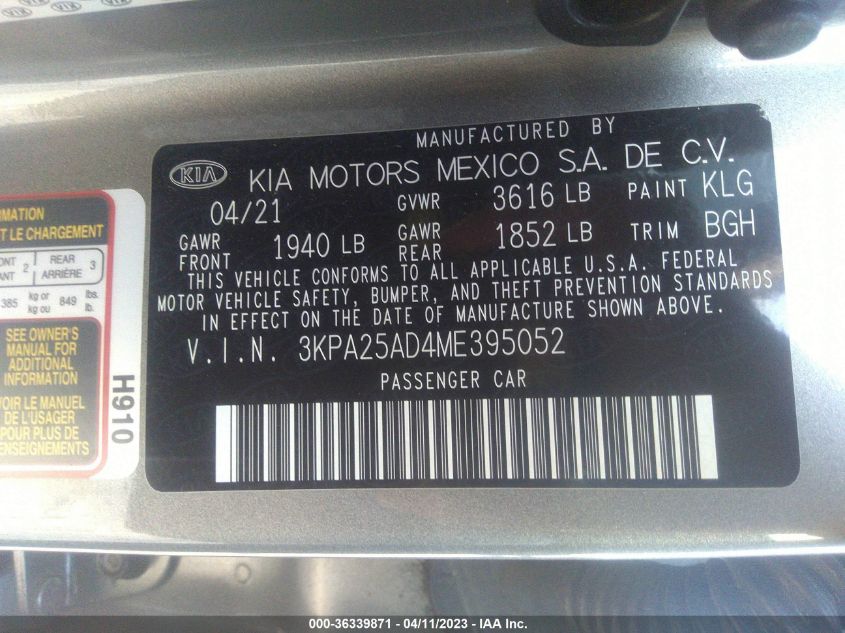 MANUFACTURED BY
KIA KIA MOTORS MEXICO S.A. DE C.V.
04/21 GVWR 3616 LB PAINT KLG
GAWR FRONT 1940 LB GAWR REAR 1852 LB TRIM BGH
THIS VEHICLE CONFORMS TO ALL APPLICABLE U.S.A. FEDERAL
MOTOR VEHICLE SAFETY, BUMPER, AND THEFT PREVENTION STANDARDS
IN EFFECT ON THE DATE OF MANUFACTURE SHOWN ABOVE.
V.I.N. 3KPA25AD4ME395052
PASSENGER CAR
LE CHARGEMENT
2 REAR ARRIÈRE 3
385 kg or kg ou 849 lbs. lb.
SEE OWNER'S
MANUAL FOR
ADDITIONAL
INFORMATION
LE MANUEL
DE L'USAGER
POUR PLUS DE
H910
000-36339871 - 04/11/2023 - IAA Inc.